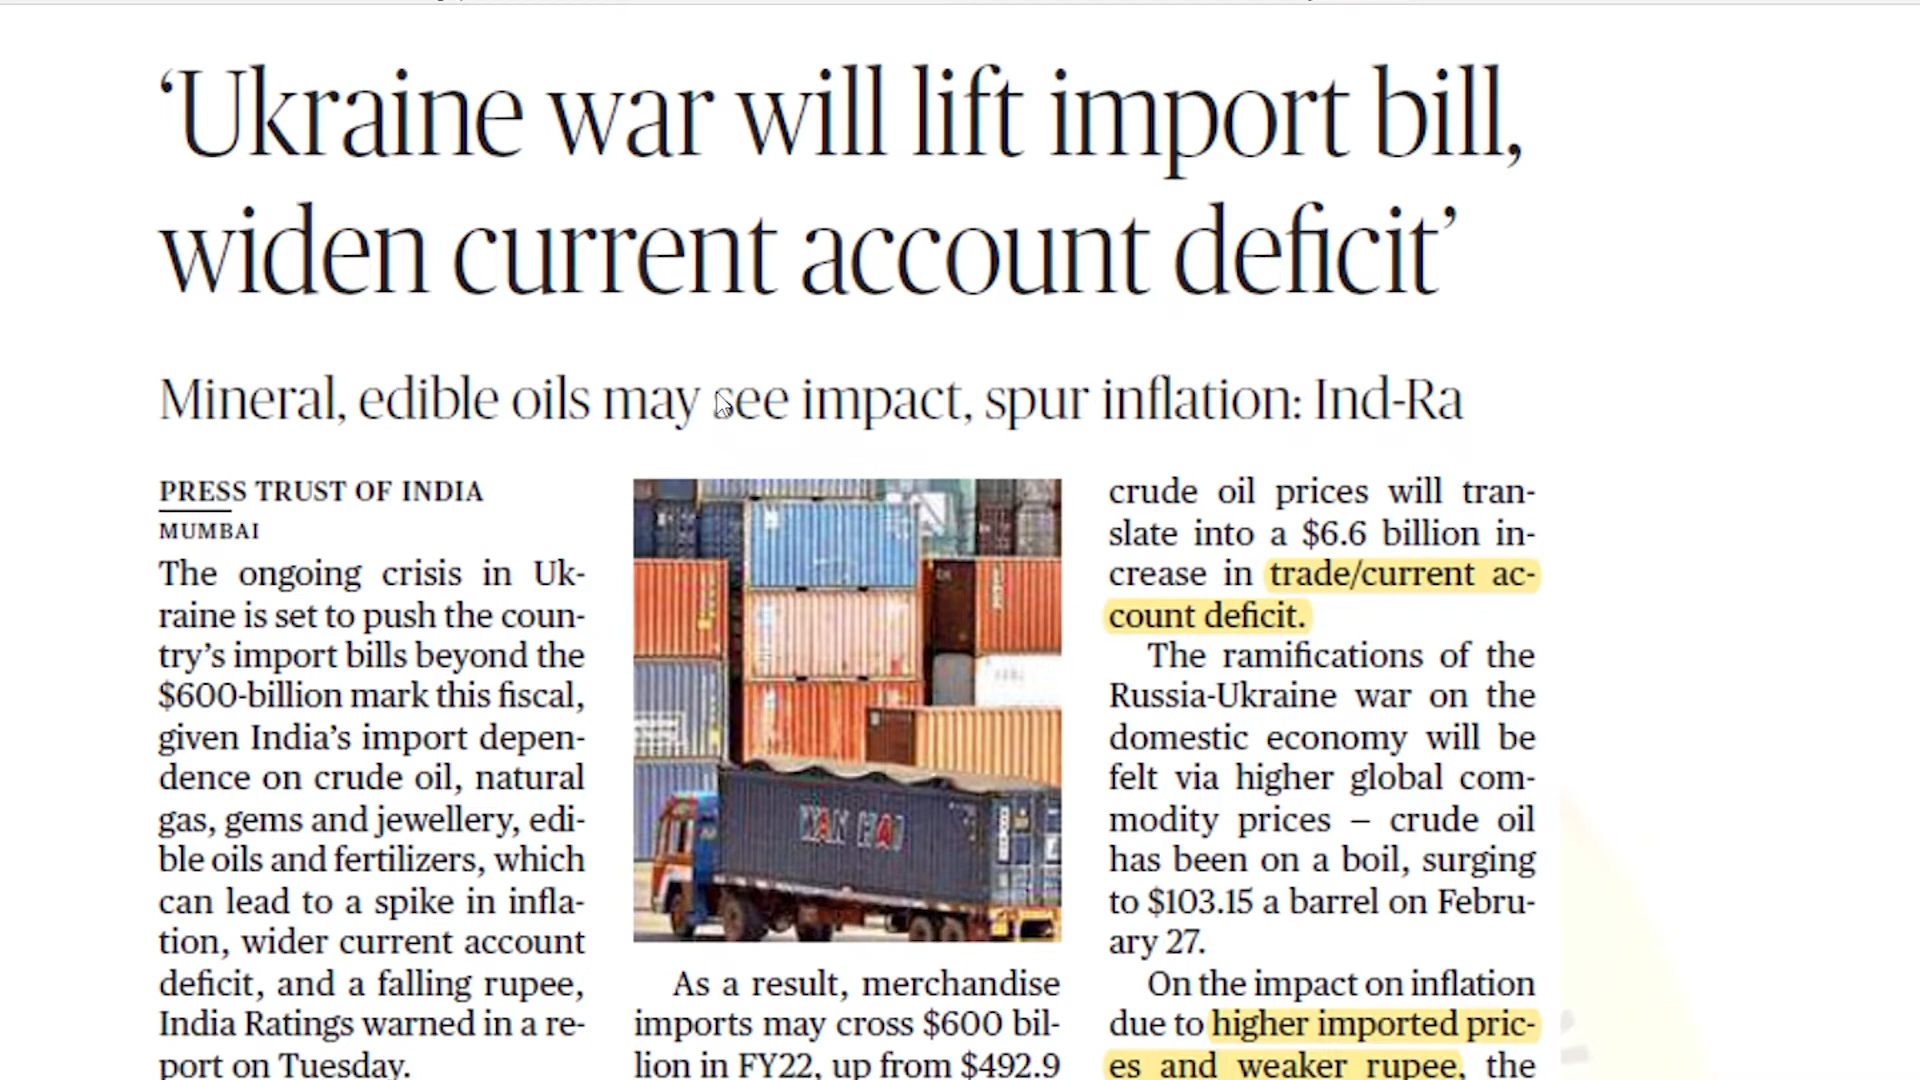 ‘Ukraine war will lift import bill,
widen current account deficit’
Mineral, edible oils may see impact, spur inflation: Ind-Ra
PRESS TRUST OF INDIA
MUMBAI
The ongoing crisis in Uk-
raine is set to push the coun-
try’s import bills beyond the
$600-billion mark this fiscal,
given India’s import depen-
dence on crude oil, natural
gas, gems and jewellery, edi-
ble oils and fertilizers, which
can lead to a spike in infla-
tion, wider current account
deficit, and a falling rupee,
India Ratings warned in a re-
port on Tuesday.
As a result, merchandise
imports may cross $600 bil-
lion in FY22, up from $492.9
crude oil prices will tran-
slate into a $6.6 billion in-
crease in trade/current ac-
count deficit.
The ramifications of the
Russia-Ukraine war on the
domestic economy will be
felt via higher global com-
modity prices – crude oil
has been on a boil, surging
to $103.15 a barrel on Febru-
ary 27.
On the impact on inflation
due to higher imported pric-
es and weaker rupee, the